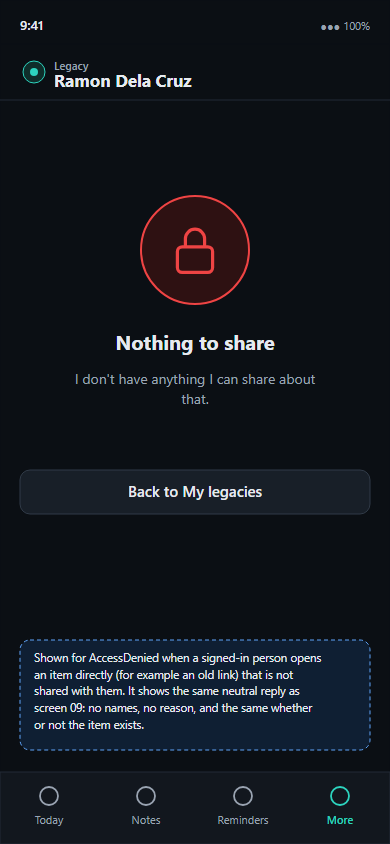 9:41
●●● 100%
Legacy
Ramon Dela Cruz
Nothing to share
I don't have anything I can share about
that.
Back to My legacies
Shown for AccessDenied when a signed-in person opens
an item directly (for example an old link) that is not
shared with them. It shows the same neutral reply as
screen 09: no names, no reason, and the same whether
or not the item exists.
Today
Notes
Reminders
More